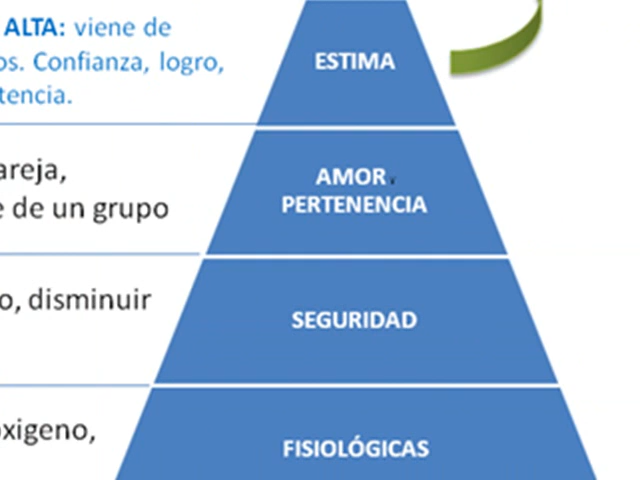 ALTA: viene de
os. Confianza, logro,
tencia.
ESTIMA
areja,
e de un grupo
AMOR Y
PERTENENCIA
o, disminuir
SEGURIDAD
oxigeno,
FISIOLÓGICAS